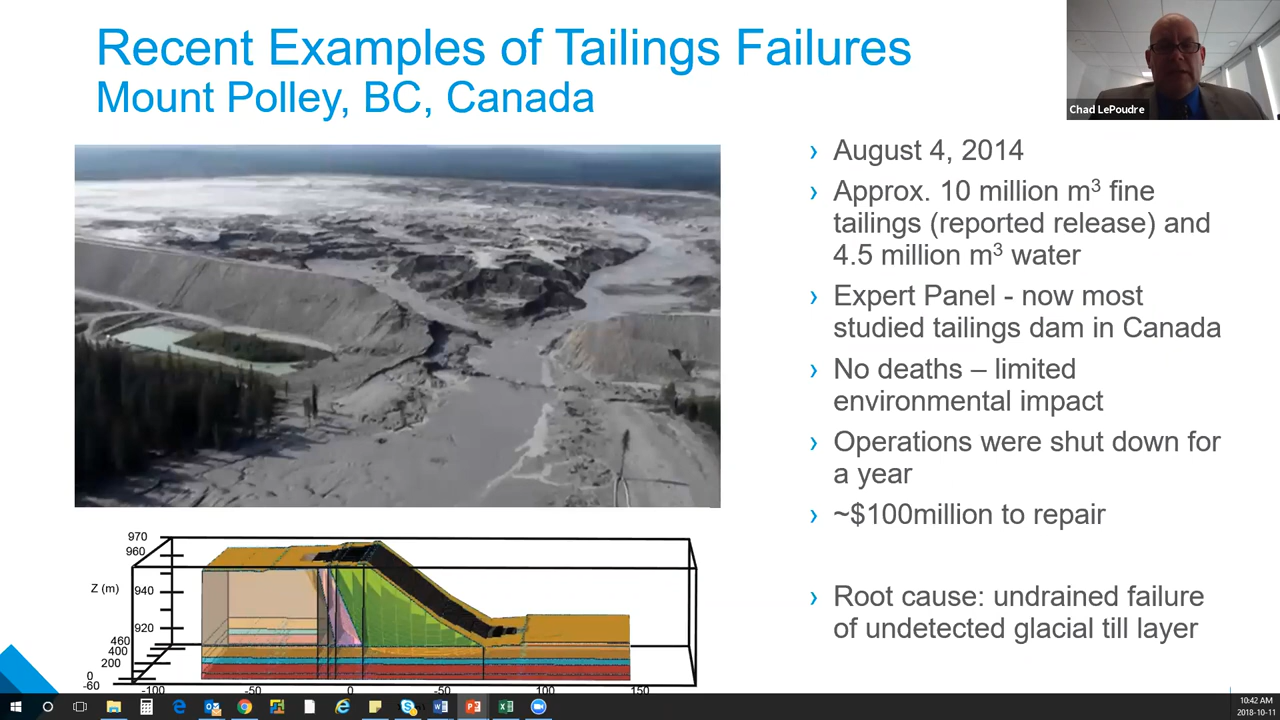 Recent Examples of Tailings Failures
Mount Polley, BC, Canada
Chad LePoudre
› August 4, 2014
› Approx. 10 million m³ fine
tailings (reported release) and
4.5 million m³ water
› Expert Panel - now most
studied tailings dam in Canada
› No deaths – limited
environmental impact
› Operations were shut down for
a year
› ~$100million to repair
› Root cause: undrained failure
of undetected glacial till layer
970
960
Z (m)
940
920
460
400
200
0
-60
-100
-50
0
-50
100
150
10:42 AM
2018-10-11